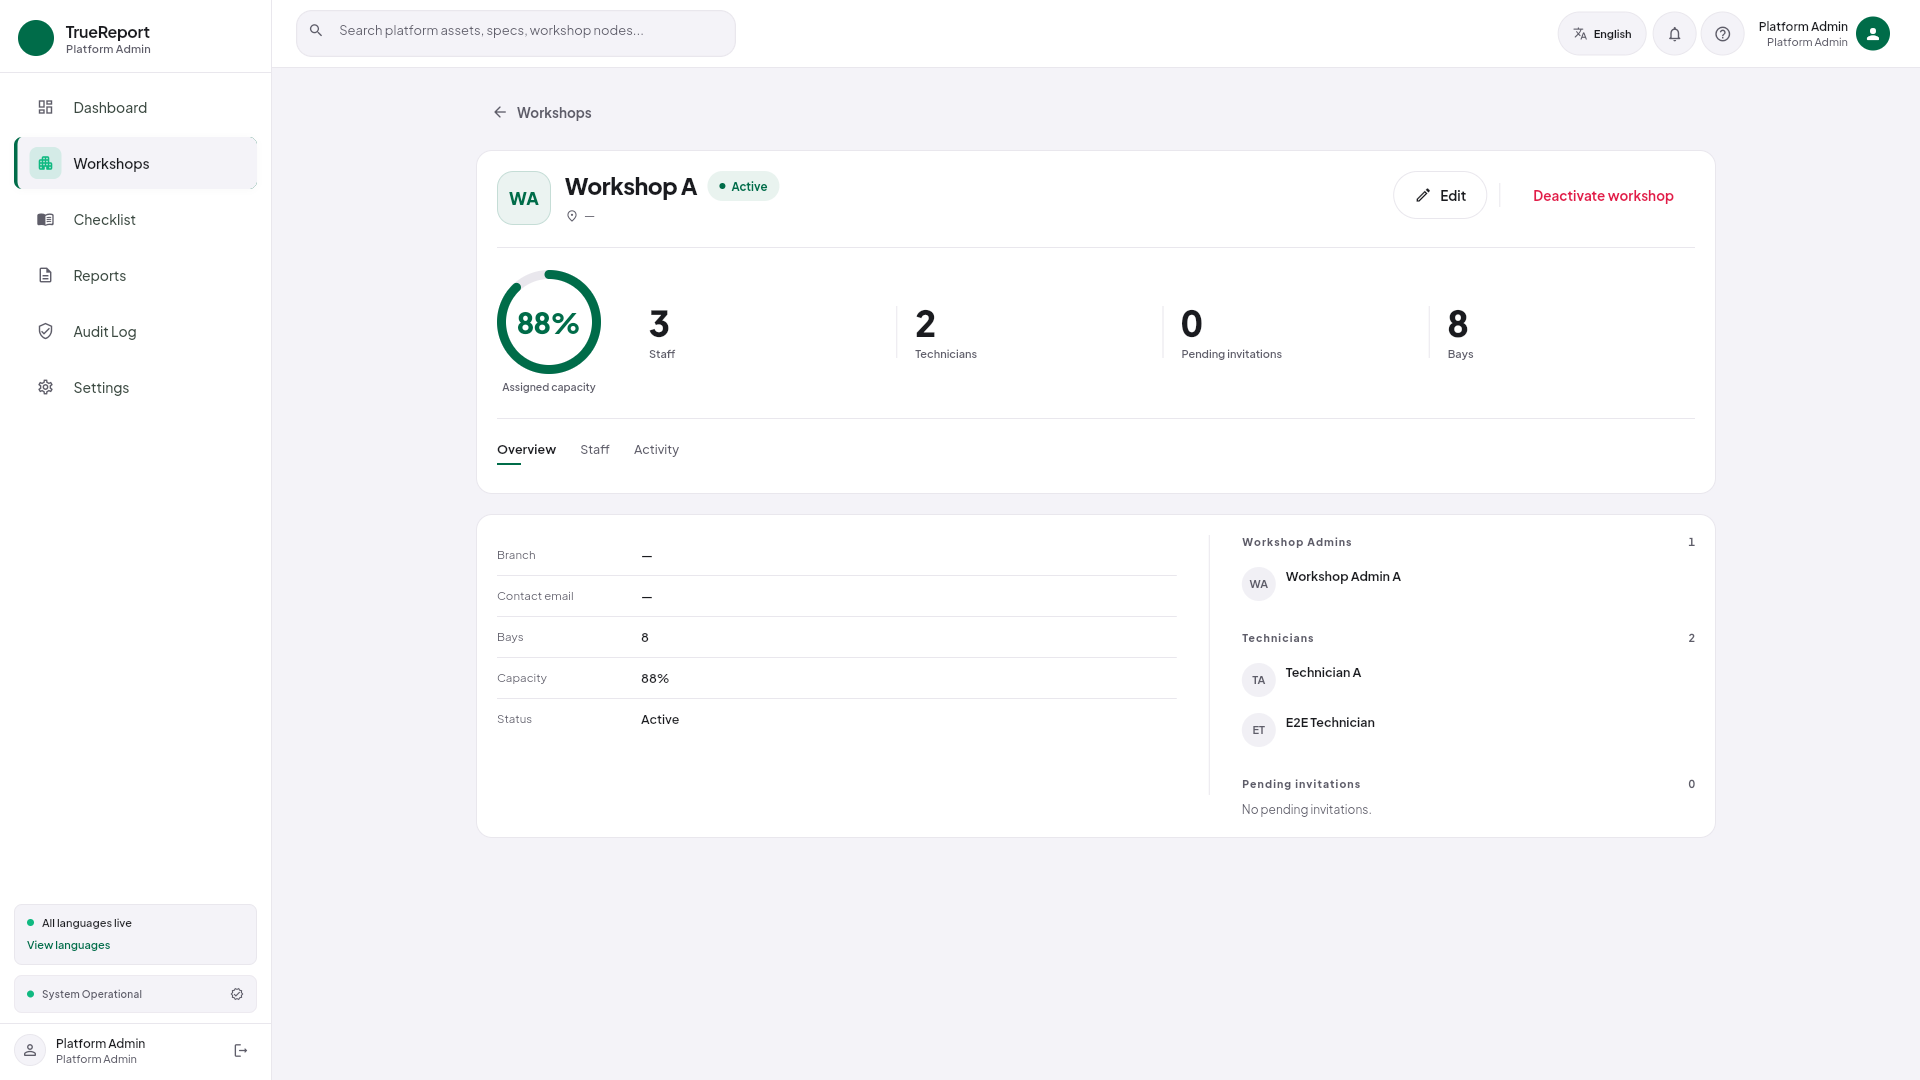 TrueReport
Platform Admin
Search platform assets, specs, workshop nodes...
English
Platform Admin
Platform Admin
Dashboard
Workshops
Checklist
Reports
Audit Log
Settings
Workshops
WA
Workshop A
Active
—
Edit
Deactivate workshop
88%
Assigned capacity
3
Staff
2
Technicians
0
Pending invitations
8
Bays
Overview Staff Activity
Branch —
Contact email —
Bays 8
Capacity 88%
Status Active
Workshop Admins 1
WA Workshop Admin A
Technicians 2
TA Technician A
ET E2E Technician
Pending invitations 0
No pending invitations.
All languages live
View languages
System Operational
Platform Admin
Platform Admin